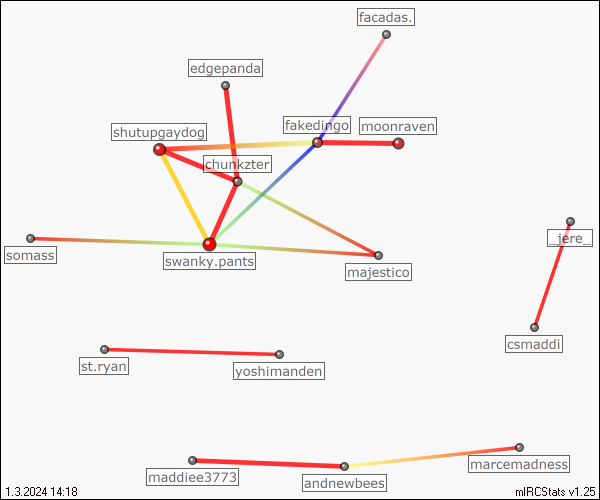 facadas.
edgepanda
fakedingo
moonraven
shutupgaydog
chunkzter
_jere_
somass
swanky.pants
majestico
csmaddi
st.ryan
yoshimanden
maddiee3773
andnewbees
marcemadness
1.3.2024 14:18
mIRCStats v1.25